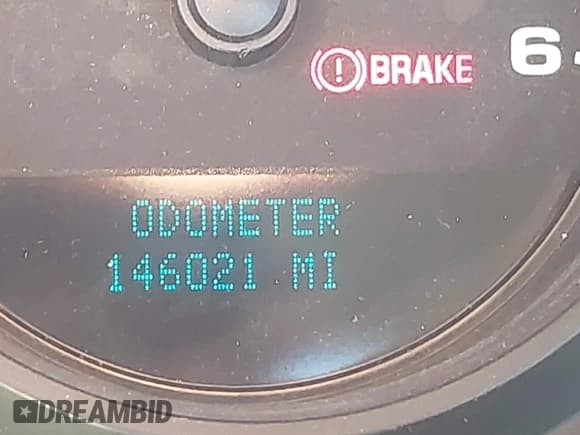 BRAKE
ODOMETER
146021 MI
DREAMBID